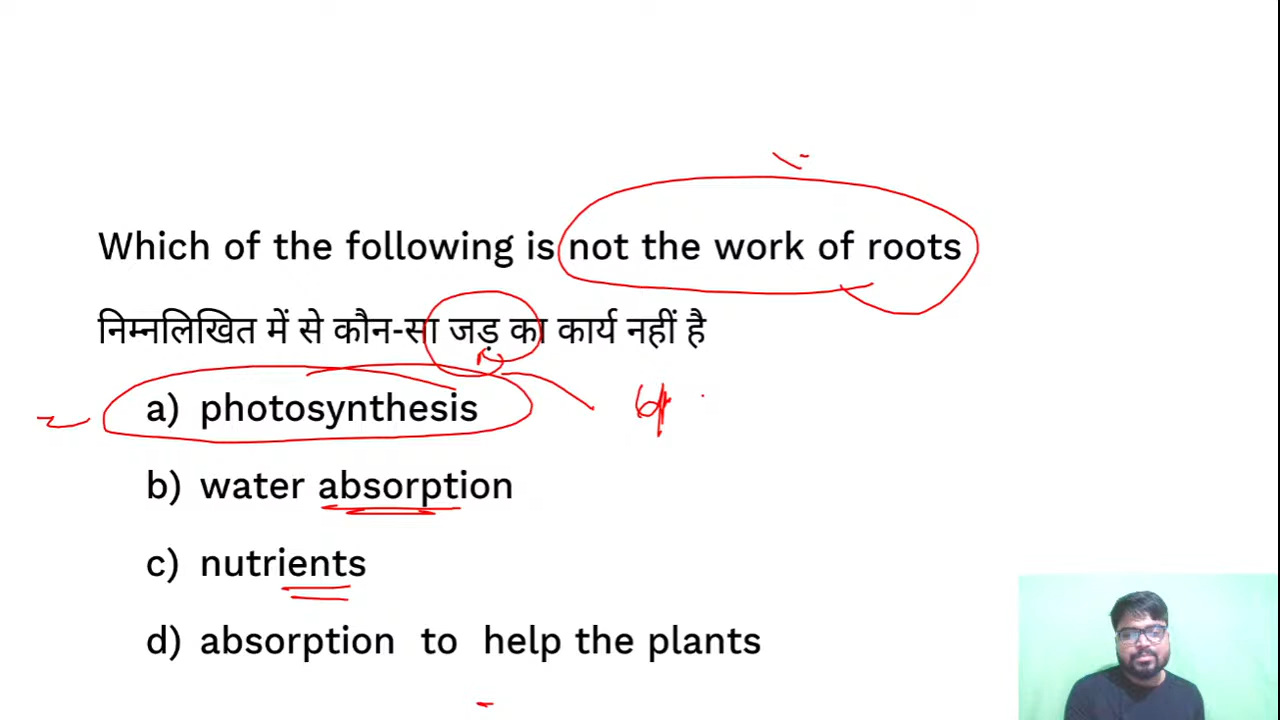 Which of the following is not the work of roots
निम्नलिखित में से कौन-सा जड़ का कार्य नहीं है
a) photosynthesis
b) water absorption
c) nutrients
d) absorption to help the plants